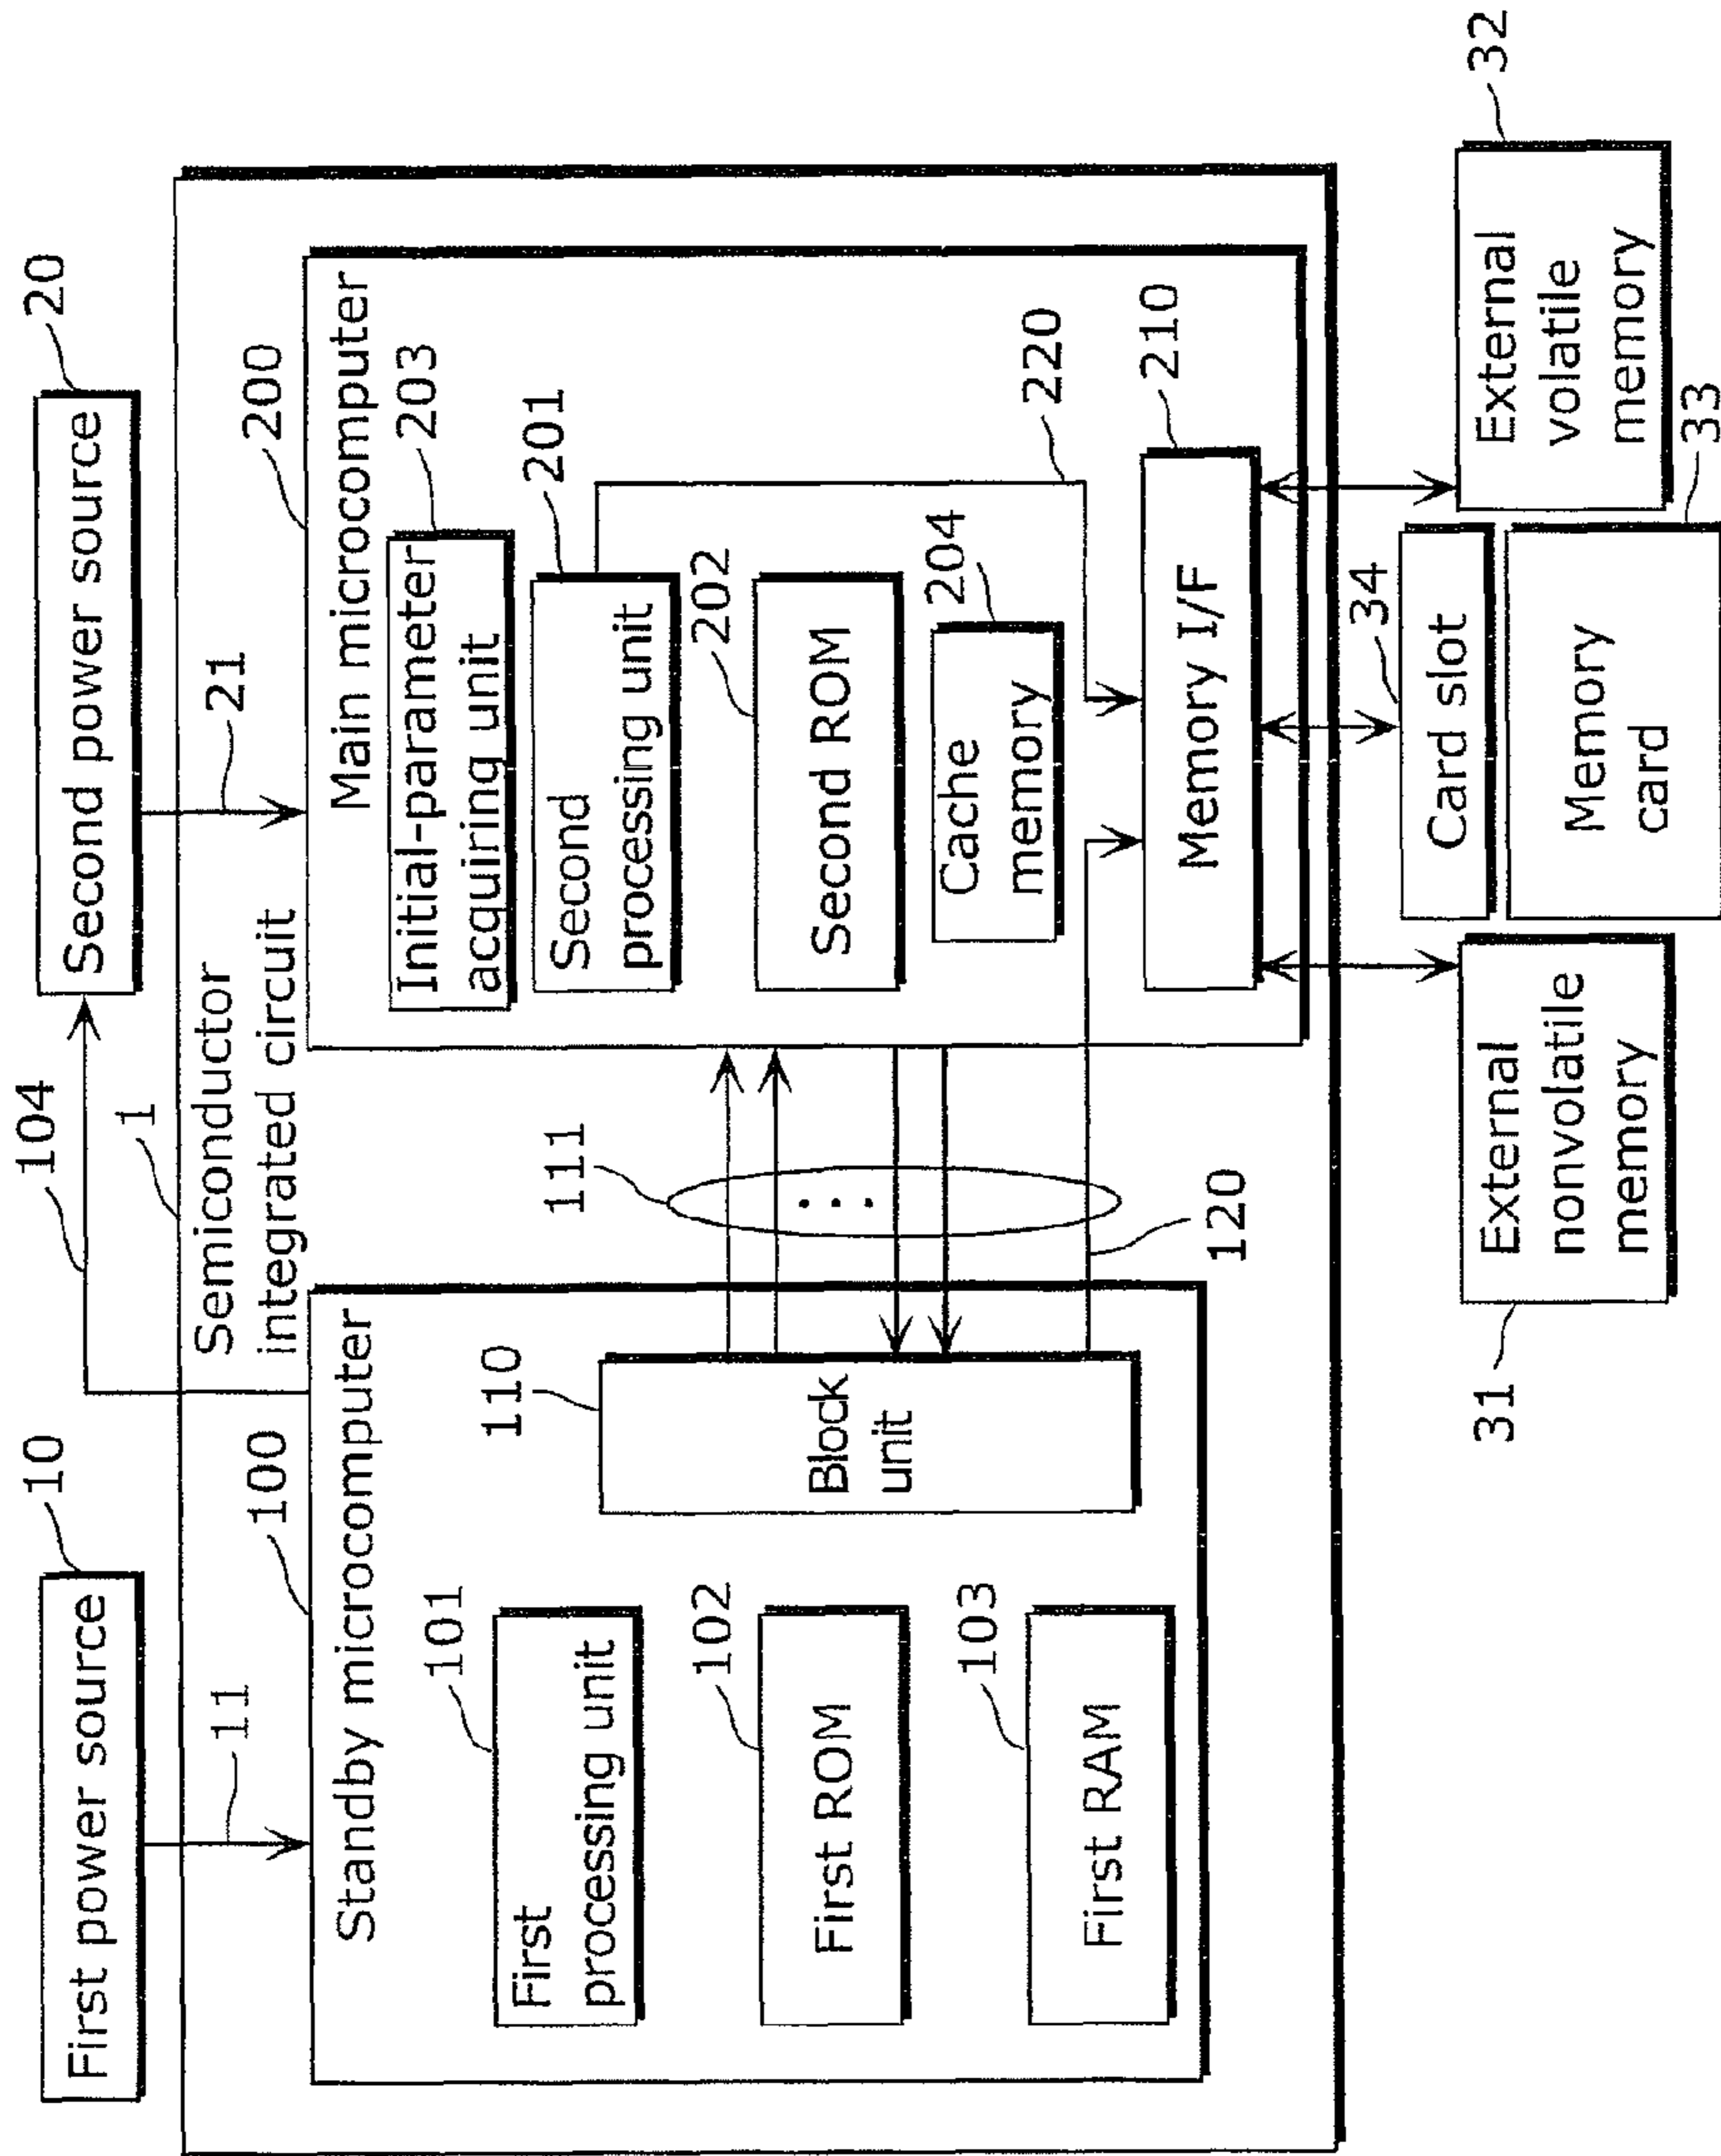 First power source
10
104
Second power source
20
11
1
21
Semiconductor
integrated circuit
100
200
Standby microcomputer
Main microcomputer
101
First
processing unit
102
First ROM
103
First RAM
110
Block
unit
111
...
120
203
Initial-parameter
acquiring unit
201
Second
processing unit
202
Second ROM
204
Cache
memory
220
210
Memory I/F
31
External
nonvolatile
memory
34
Card slot
Memory
card
33
32
External
volatile
memory